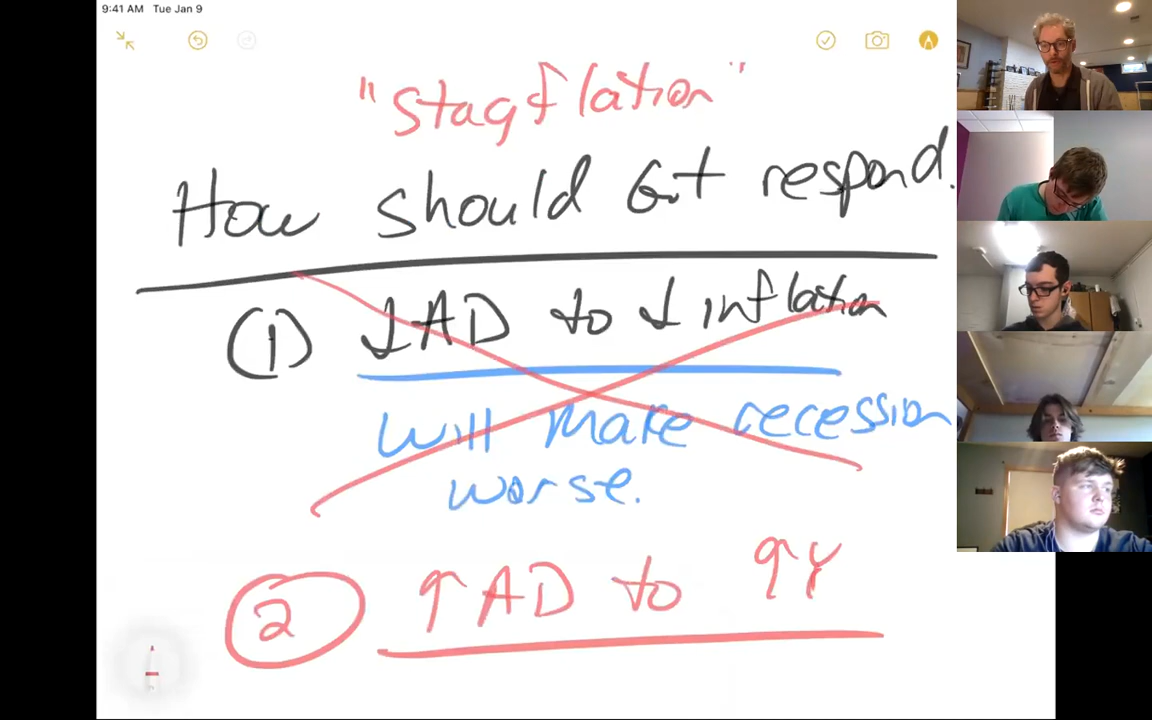 9:41 AM Tue Jan 9
"Stagflation"
How should Gvt respond.
(1) ↓AD to ↓ inflation
will make recession
worse.
2 ↑AD to ↑Y